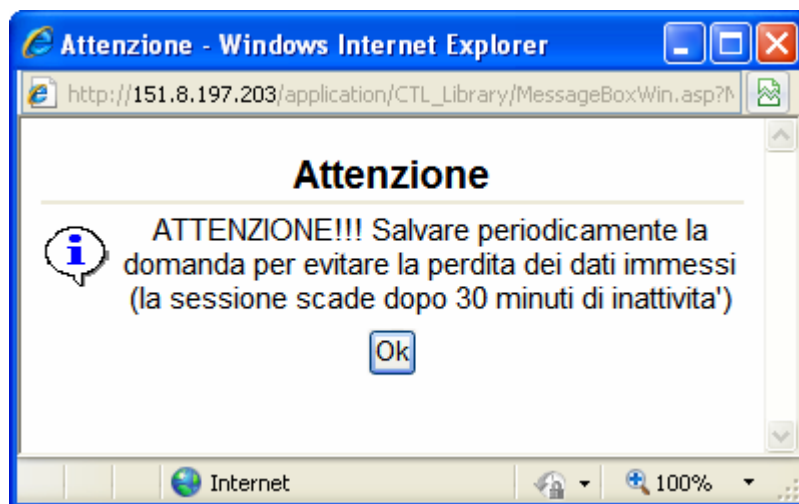 Attenzione - Windows Internet Explorer
http://151.8.197.203/application/CTL_Library/MessageBoxWin.asp?M
Attenzione
ATTENZIONE!!! Salvare periodicamente la
domanda per evitare la perdita dei dati immessi
(la sessione scade dopo 30 minuti di inattivita')
Ok
Internet
100%